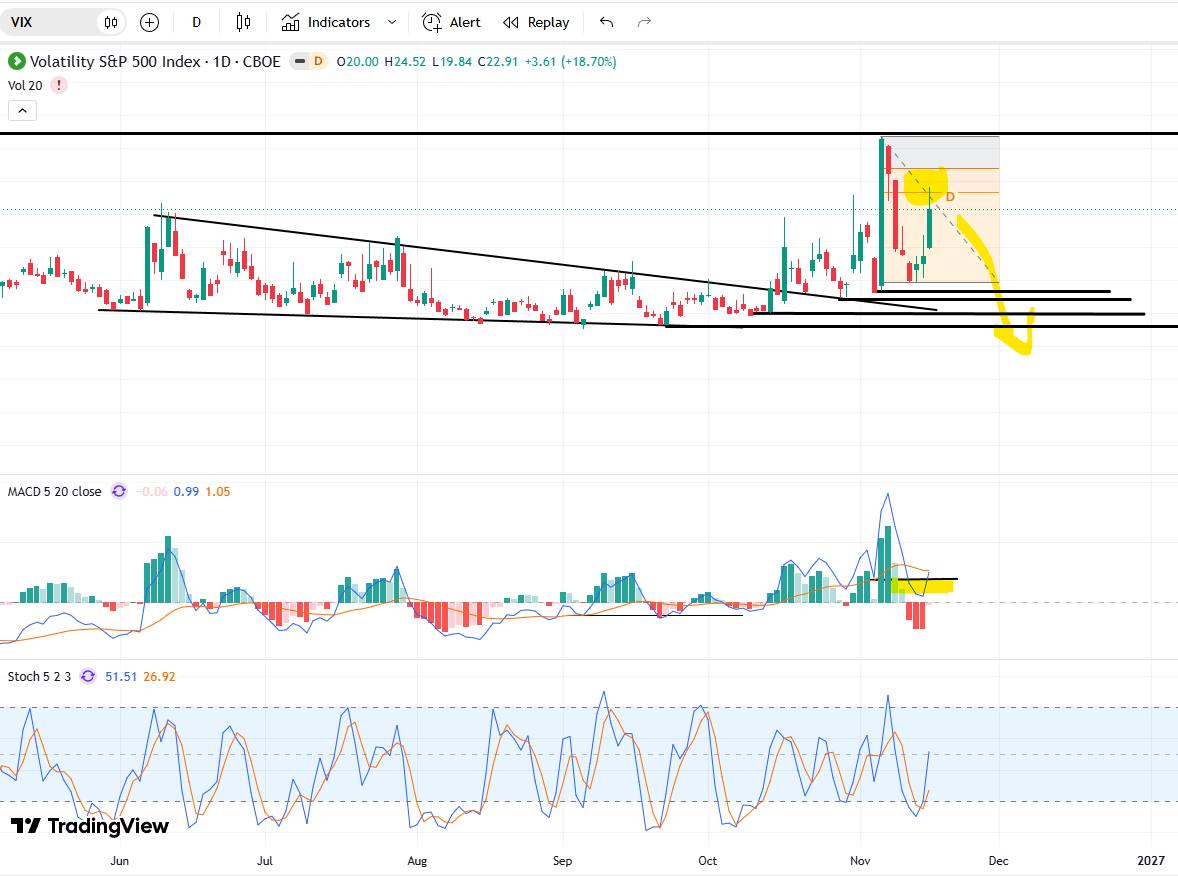 VIX D Indicators Alert Replay
Volatility S&P 500 Index · 1D · CBOE D O20.00 H24.52 L19.84 C22.91 +3.61 (+18.70%)
Vol 20 !
D
MACD 5 20 close −0.06 0.99 1.05
Stoch 5 2 3 51.51 26.92
TradingView
Jun Jul Aug Sep Oct Nov Dec 2027